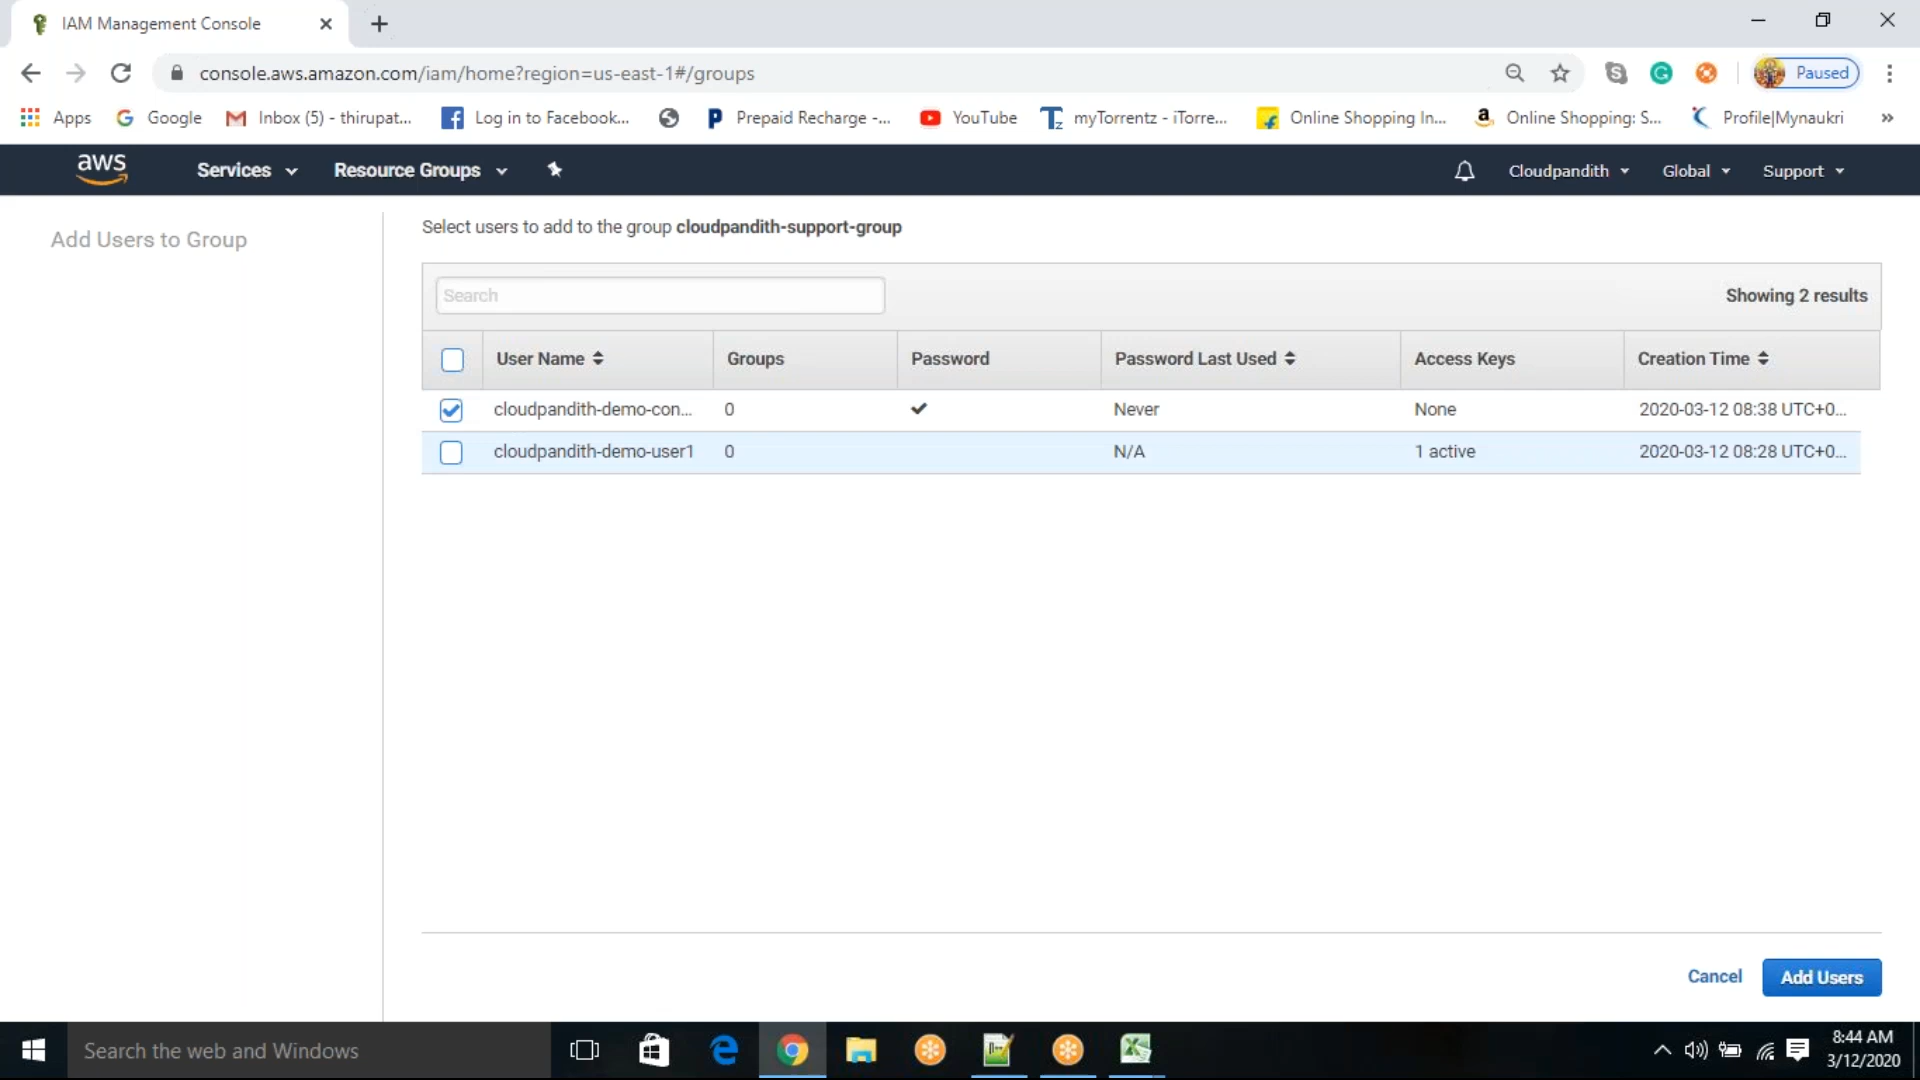 IAM Management Console
console.aws.amazon.com/iam/home?region=us-east-1#/groups
Paused
Apps
Google
Inbox (5) - thirupat...
Log in to Facebook...
Prepaid Recharge -...
YouTube
myTorrentz - iTorre...
Online Shopping In...
Online Shopping: S...
Profile|Mynaukri
aws
Services
Resource Groups
Cloudpandith
Global
Support
Add Users to Group
Select users to add to the group cloudpandith-support-group
Search
Showing 2 results
User Name
Groups
Password
Password Last Used
Access Keys
Creation Time
cloudpandith-demo-con... 0 Never None 2020-03-12 08:38 UTC+0...
cloudpandith-demo-user1 0 N/A 1 active 2020-03-12 08:28 UTC+0...
Cancel
Add Users
Search the web and Windows
8:44 AM
3/12/2020